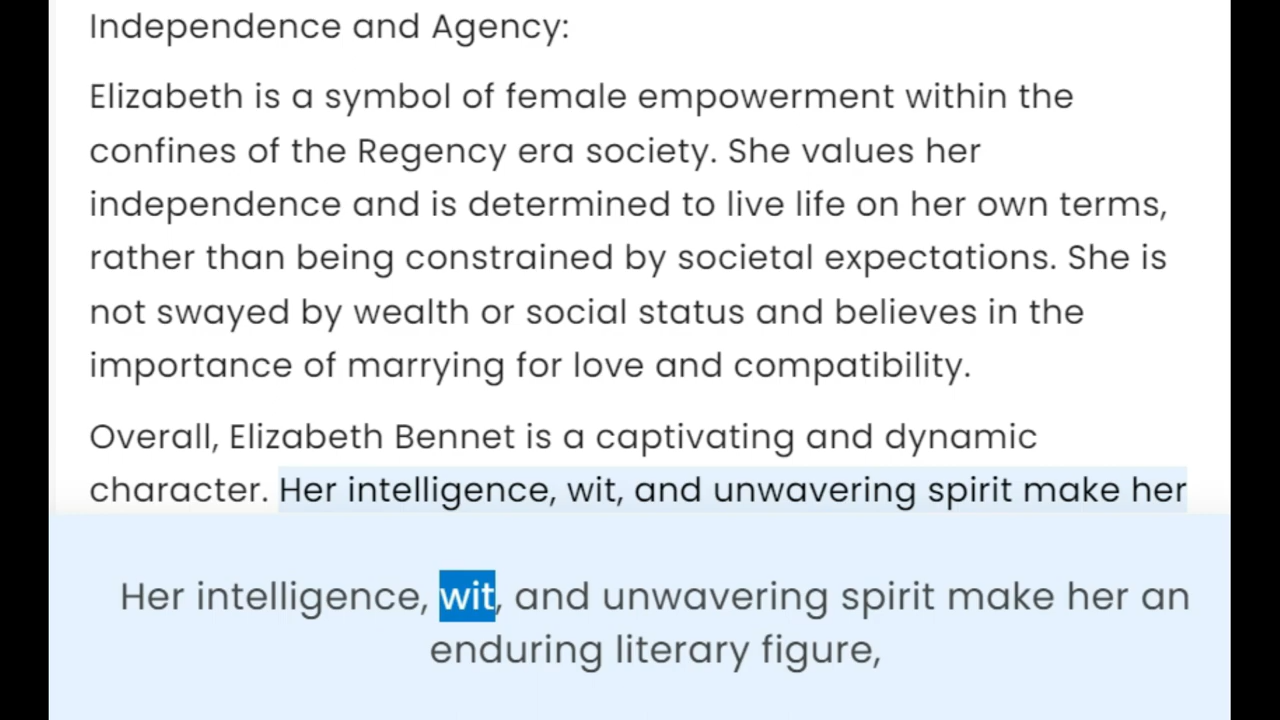 Independence and Agency:
Elizabeth is a symbol of female empowerment within the
confines of the Regency era society. She values her
independence and is determined to live life on her own terms,
rather than being constrained by societal expectations. She is
not swayed by wealth or social status and believes in the
importance of marrying for love and compatibility.
Overall, Elizabeth Bennet is a captivating and dynamic
character. Her intelligence, wit, and unwavering spirit make her
Her intelligence, wit, and unwavering spirit make her an
enduring literary figure,